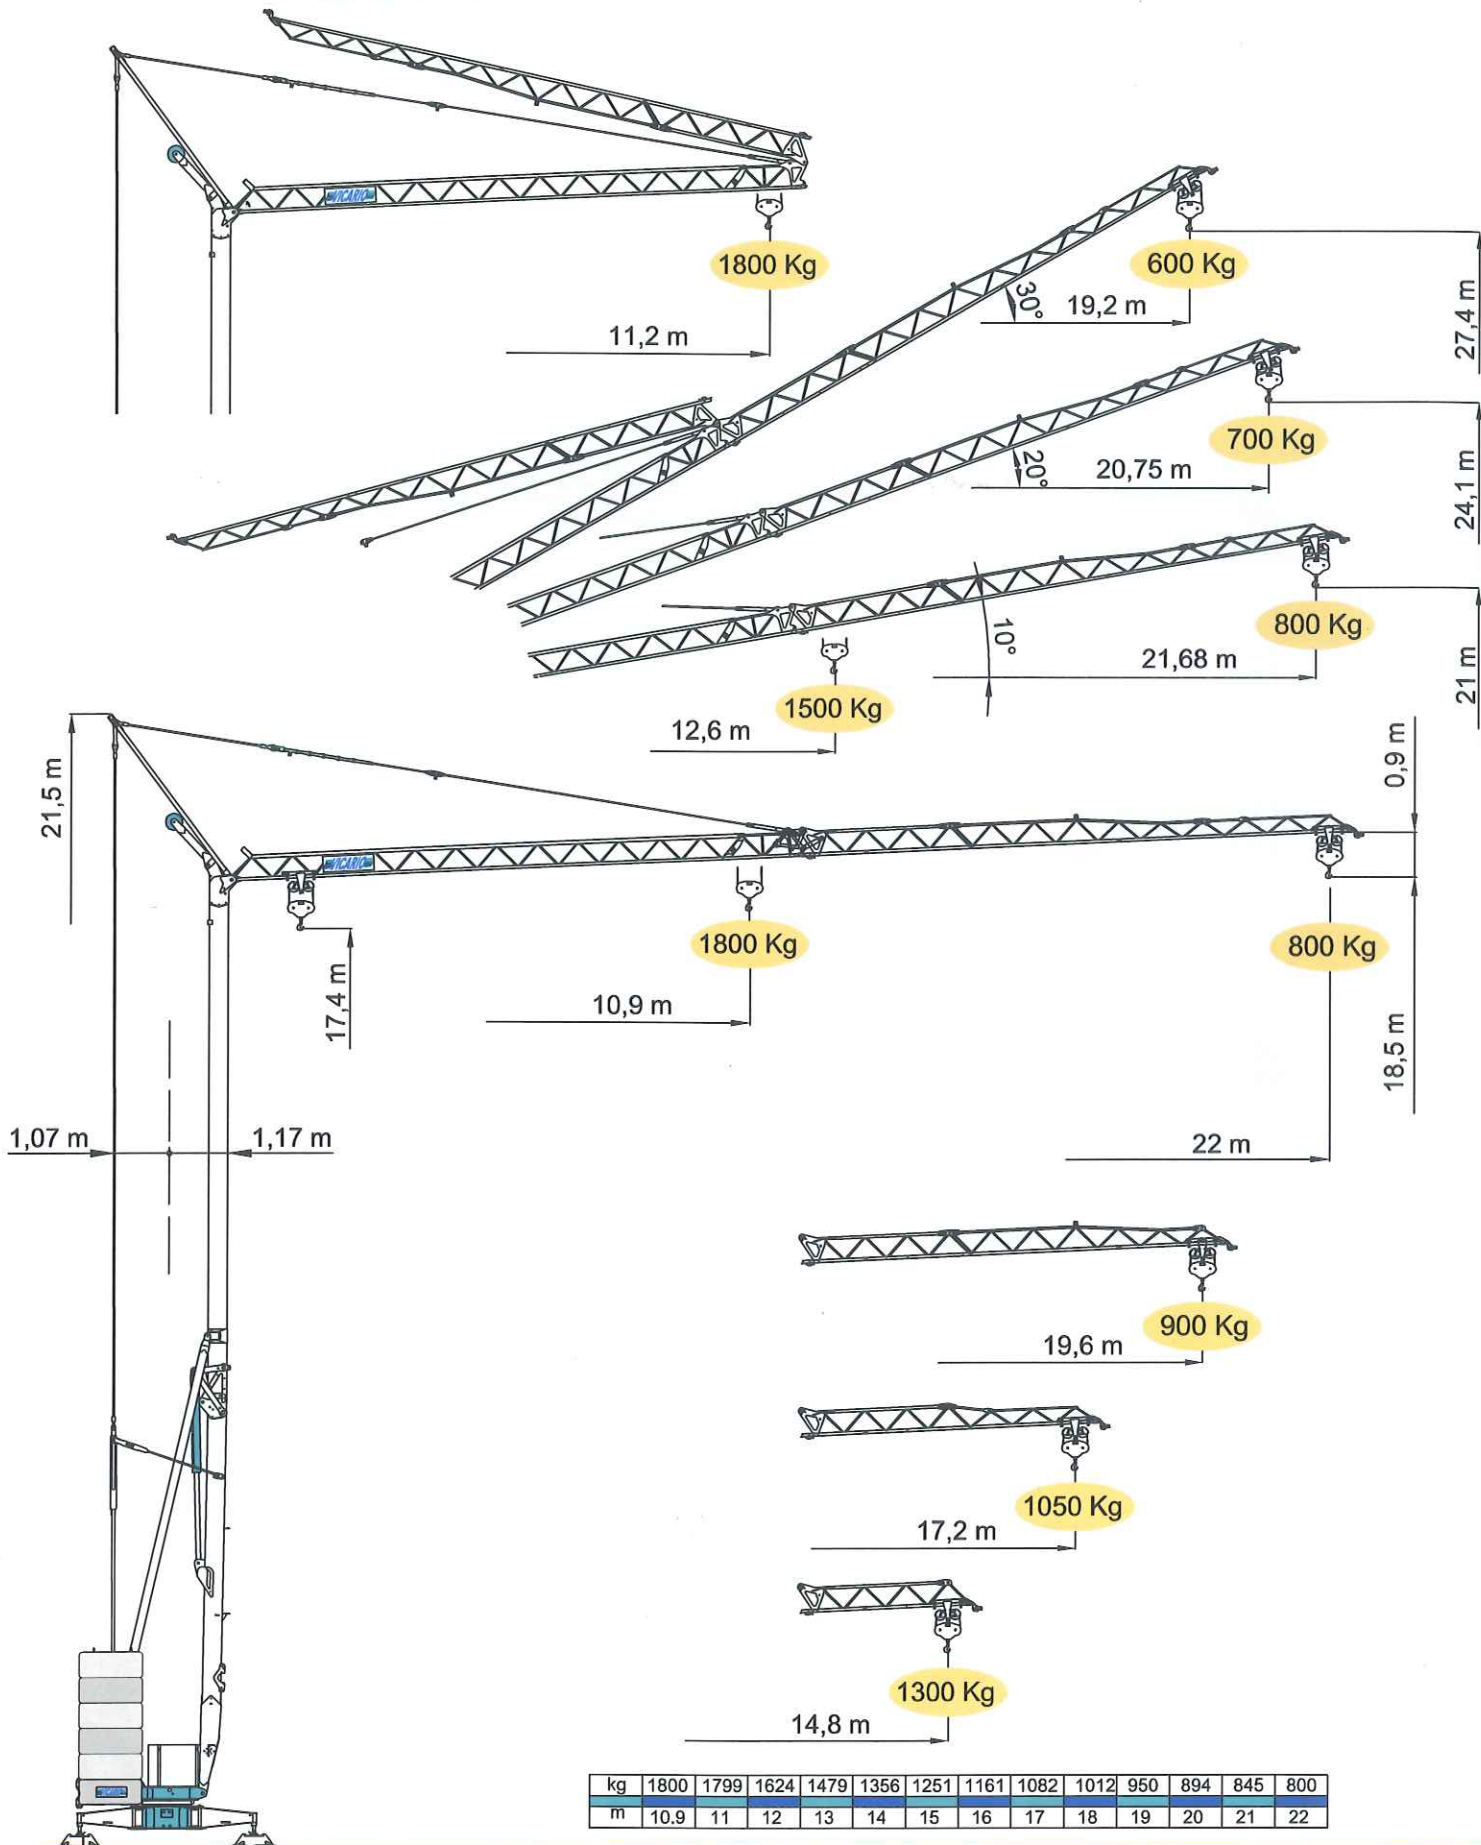 VICARIO
1800 Kg
11,2 m
600 Kg
30°
19,2 m
27,4 m
700 Kg
20°
20,75 m
24,1 m
800 Kg
10°
21,68 m
21 m
1500 Kg
12,6 m
21,5 m
0,9 m
VICARIO
1800 Kg
800 Kg
17,4 m
10,9 m
18,5 m
1,07 m
1,17 m
22 m
900 Kg
19,6 m
1050 Kg
17,2 m
1300 Kg
14,8 m
kg 1800 1799 1624 1479 1356 1251 1161 1082 1012 950 894 845 800
m 10.9 11 12 13 14 15 16 17 18 19 20 21 22